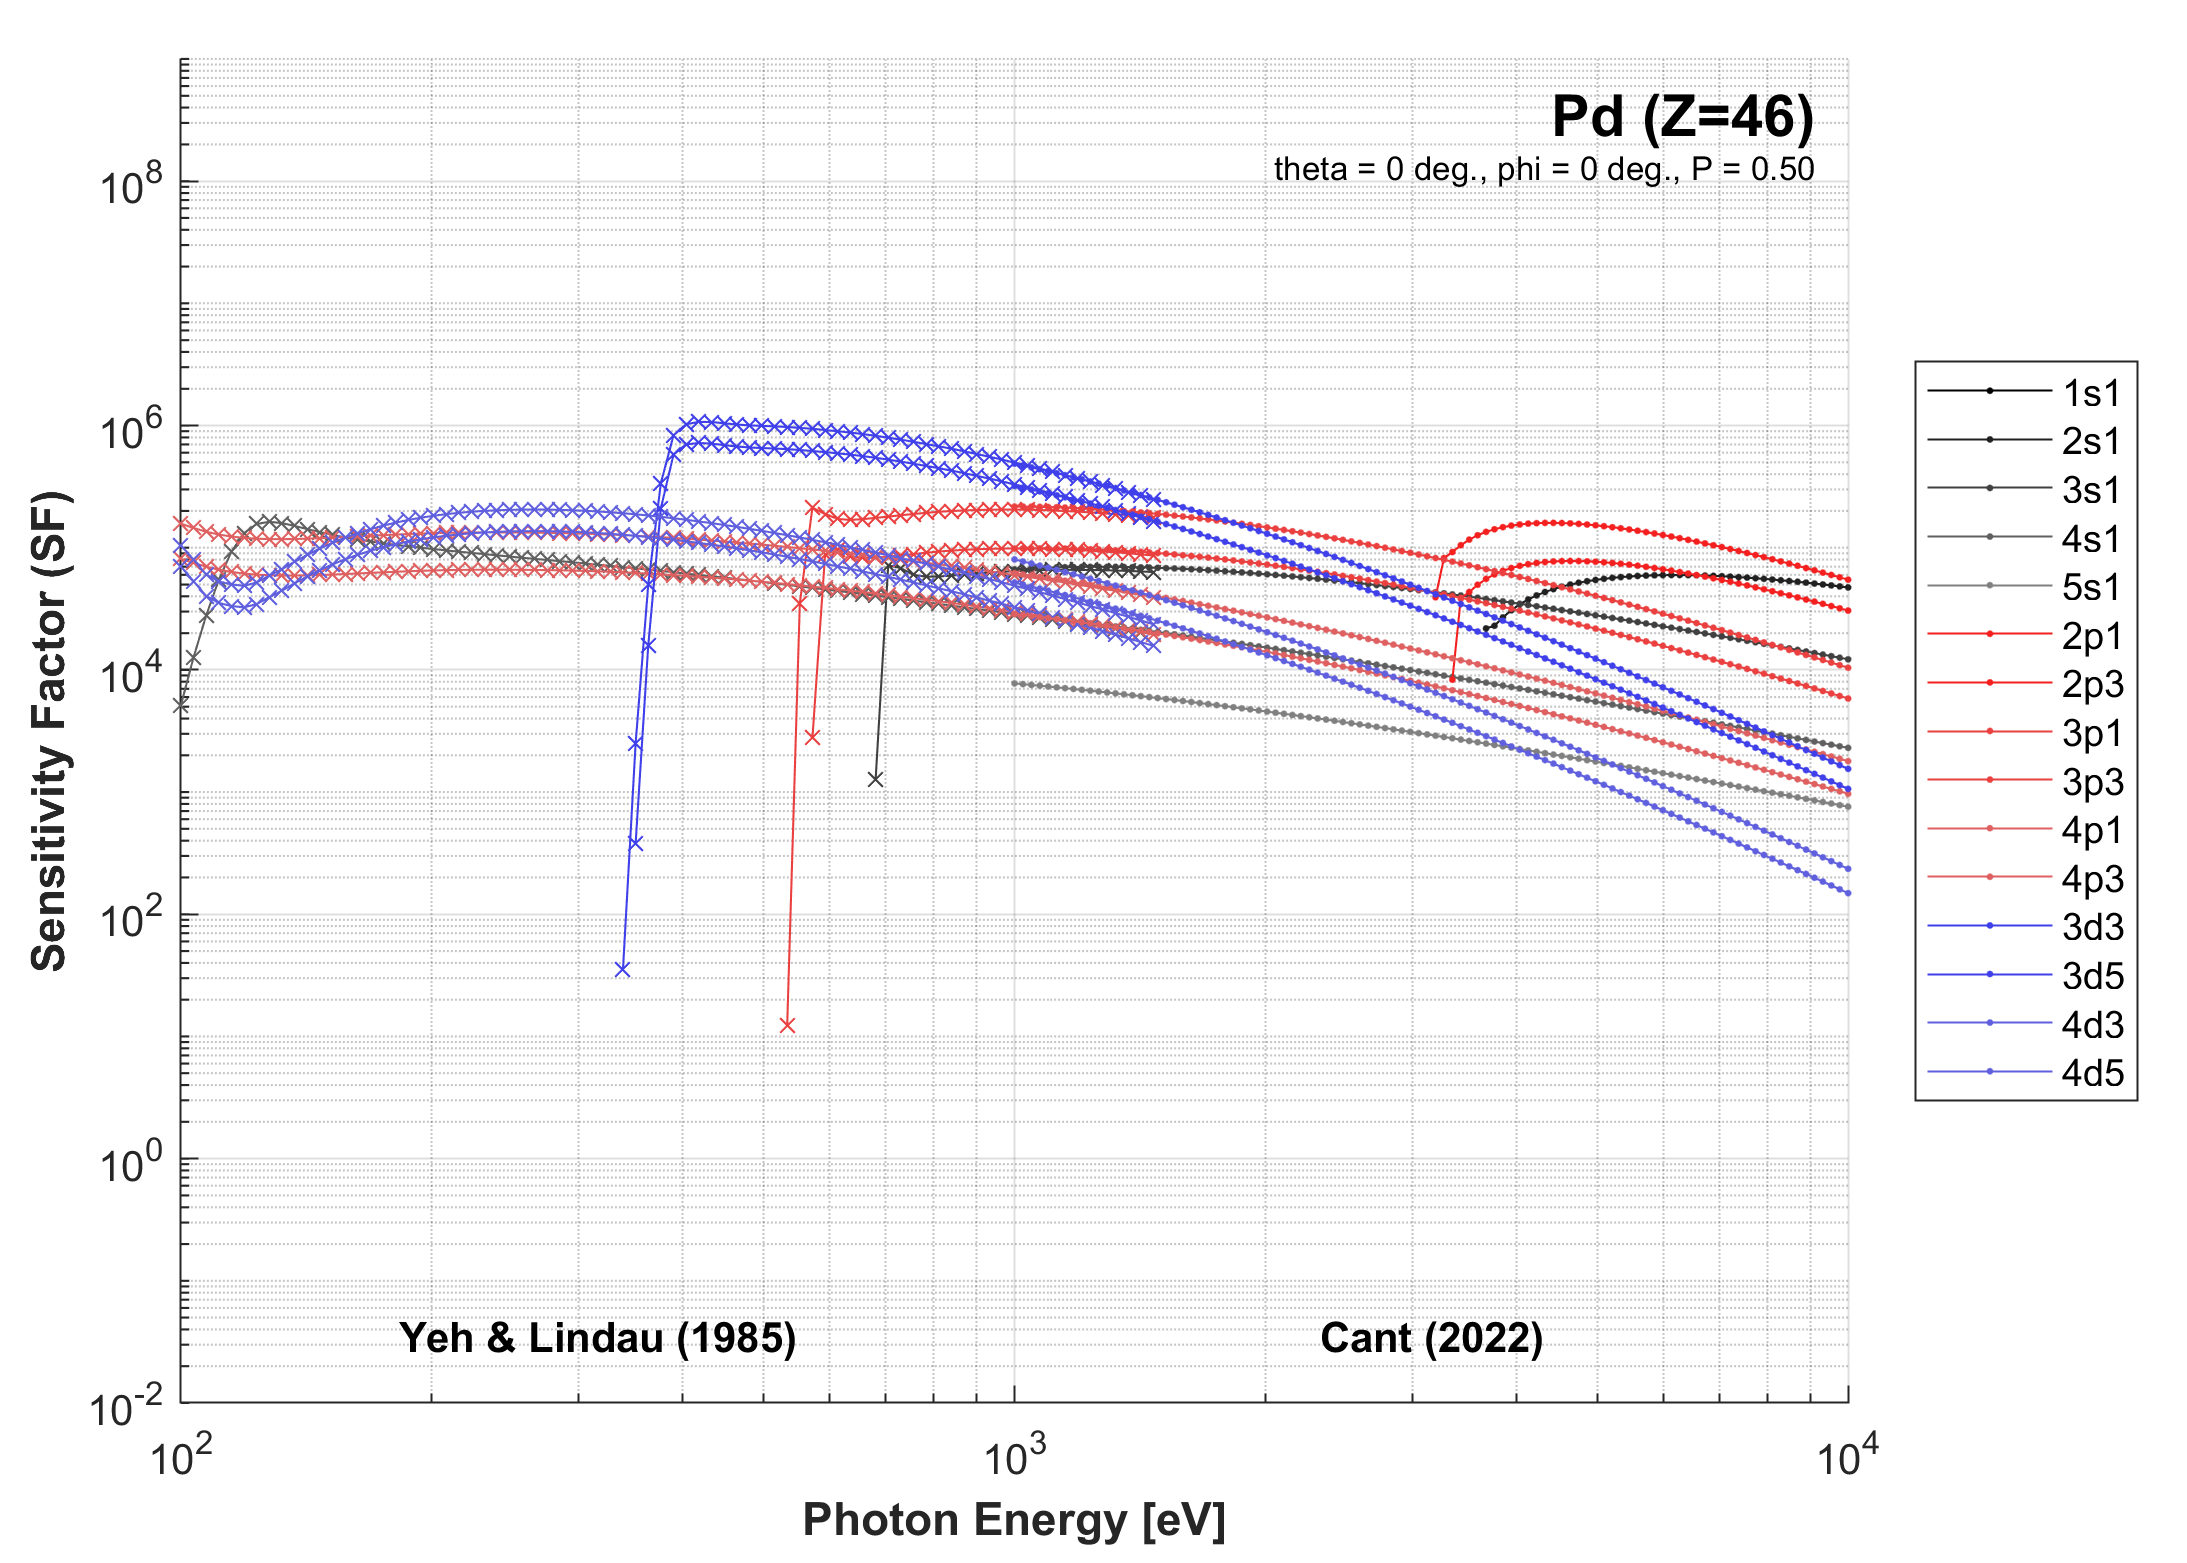 Pd (Z=46)
theta = 0 deg., phi = 0 deg., P = 0.50
Sensitivity Factor (SF)
10^8
10^6
10^4
10^2
10^0
10^-2
10^2
10^3
10^4
Photon Energy [eV]
Yeh & Lindau (1985)
Cant (2022)
1s1
2s1
3s1
4s1
5s1
2p1
2p3
3p1
3p3
4p1
4p3
3d3
3d5
4d3
4d5